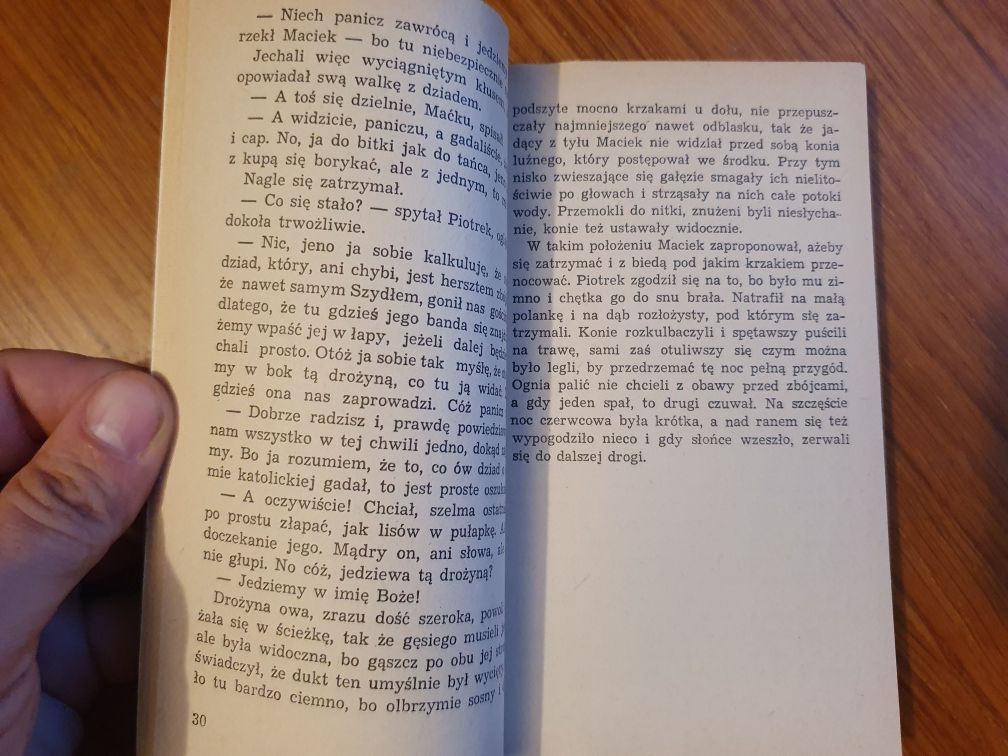 — Niech panicz zawrócą i jedziemy
rzekł Maciek — bo tu niebezpiecznie
Jechali więc wyciągniętym kłusem,
opowiadał swą walkę z dziadem.
— A toś się dzielnie, Maćku, spisał
— A widzicie, paniczu, a gadaliście,
i cap. No, ja do bitki jak do tańca, jeno
z kupą się borykać, ale z jednym, to
Nagle się zatrzymał.
— Co się stało? — spytał Piotrek,
dokoła trwożliwie.
— Nic, jeno ja sobie kalkuluję, że
dziad, który, ani chybi, jest hersztem
że nawet samym Szydłem, gonił nas
dlatego, że tu gdzieś jego banda się
żemy wpaść jej w łapy, jeżeli dalej
chali prosto. Otóż ja sobie tak myślę, że
my w bok tą drożyną, co tu ją widać
gdzieś ona nas zaprowadzi. Cóż panicz
— Dobrze radzisz i, prawdę
nam wszystko w tej chwili jedno, dokąd
my. Bo ja rozumiem, że to, co ów dziad o
mie katolickiej gadał, to jest proste
— A oczywiście! Chciał, szelma
po prostu złapać, jak lisów w pułapkę.
doczekanie jego. Mądry on, ani słowa, ale
nie głupi. No cóż, jedziewa tą drożyną?
— Jedziemy w imię Boże!
Drożyna owa, zrazu dość szeroka,
żała się w ścieżkę, tak że gęsiego musieli
ale była widoczna, bo gąszcz po obu jej
świadczył, że dukt ten umyślnie był
ło tu bardzo ciemno, bo olbrzymie sosny i
30
podszyte mocno krzakami u dołu, nie przepusz-
czały najmniejszego nawet odblasku, tak że ja-
dący z tyłu Maciek nie widział przed sobą konia
luźnego, który postępował we środku. Przy tym
nisko zwieszające się gałęzie smagały ich nielito-
ściwie po głowach i strząsały na nich całe potoki
wody. Przemokli do nitki, znużeni byli niesłycha-
nie, konie też ustawały widocznie.
W takim położeniu Maciek zaproponował, ażeby
się zatrzymać i z biedą pod jakim krzakiem prze-
nocować. Piotrek zgodził się na to, bo było mu zi-
mno i chętka go do snu brała. Natrafił na małą
polankę i na dąb rozłożysty, pod którym się za-
trzymali. Konie rozkulbaczyli i spętawszy puścili
na trawę, sami zaś otuliwszy się czym można
było legli, by przedrzemać tę noc pełną przygód.
Ognia palić nie chcieli z obawy przed zbójcami,
a gdy jeden spał, to drugi czuwał. Na szczęście
noc czerwcowa była krótka, a nad ranem się też
wypogodziło nieco i gdy słońce wzeszło, zerwali
się do dalszej drogi.